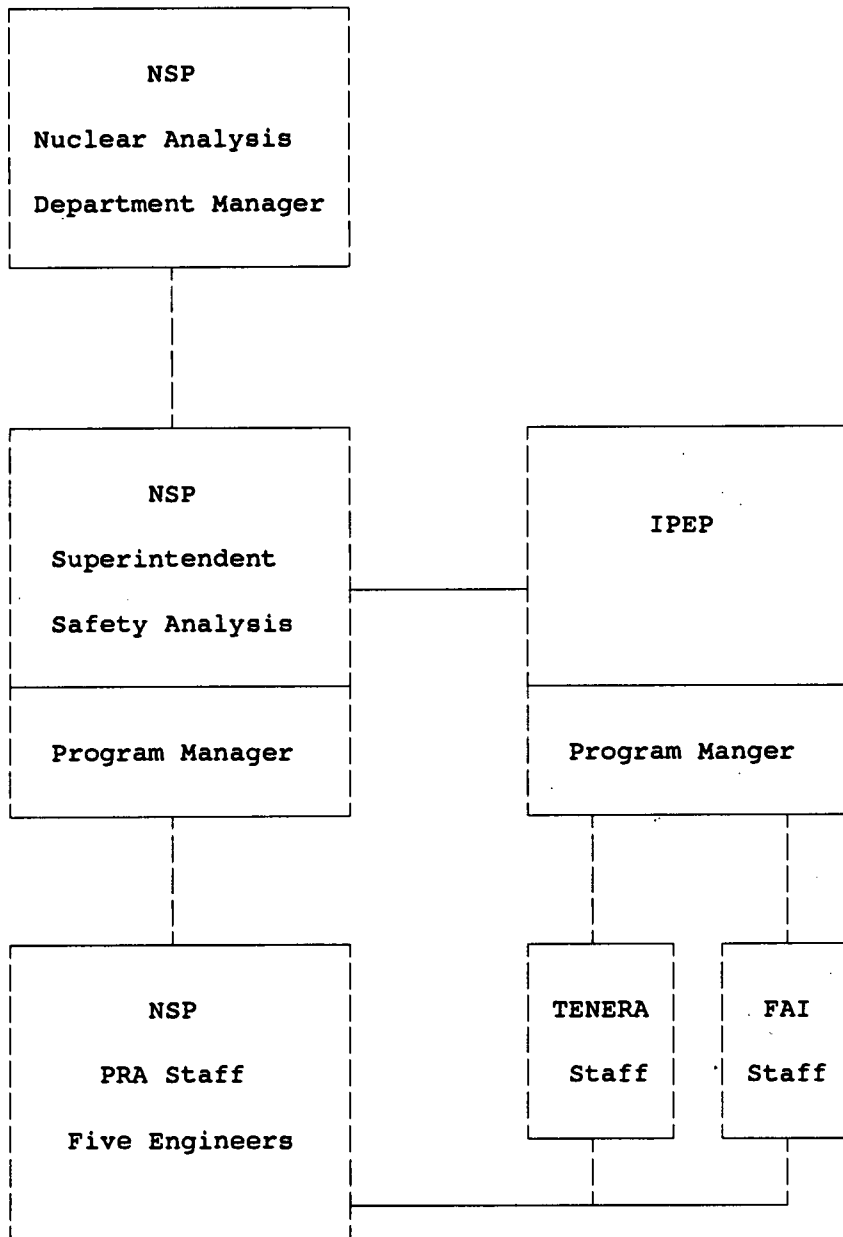 NSP
Nuclear Analysis
Department Manager
NSP
Superintendent
Safety Analysis
Program Manager
IPEP
Program Manger
NSP
PRA Staff
Five Engineers
TENERA
Staff
FAI
Staff